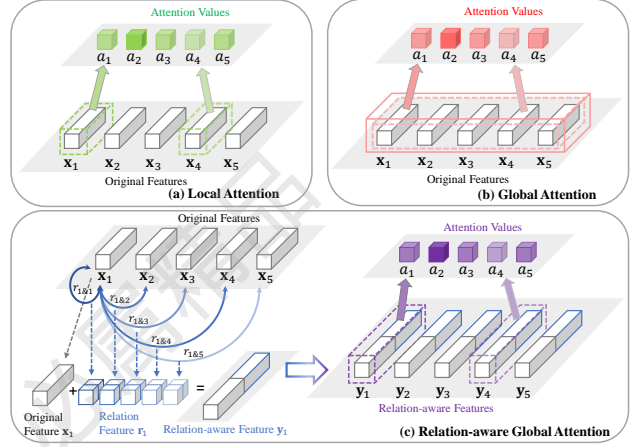 Attention Values
a₁ a₂ a₃ a₄ a₅
x₁ x₂ x₃ x₄ x₅
Original Features
(a) Local Attention
Attention Values
a₁ a₂ a₃ a₄ a₅
x₁ x₂ x₃ x₄ x₅
Original Features
(b) Global Attention
Original Features
x₁ x₂ x₃ x₄ x₅
r₁&₁
r₁&₂
r₁&₃
r₁&₄
r₁&₅
+ =
Original
Feature x₁
Relation
Feature r₁
Relation-aware Feature y₁
Attention Values
a₁ a₂ a₃ a₄ a₅
y₁ y₂ y₃ y₄ y₅
Relation-aware Features
(c) Relation-aware Global Attention